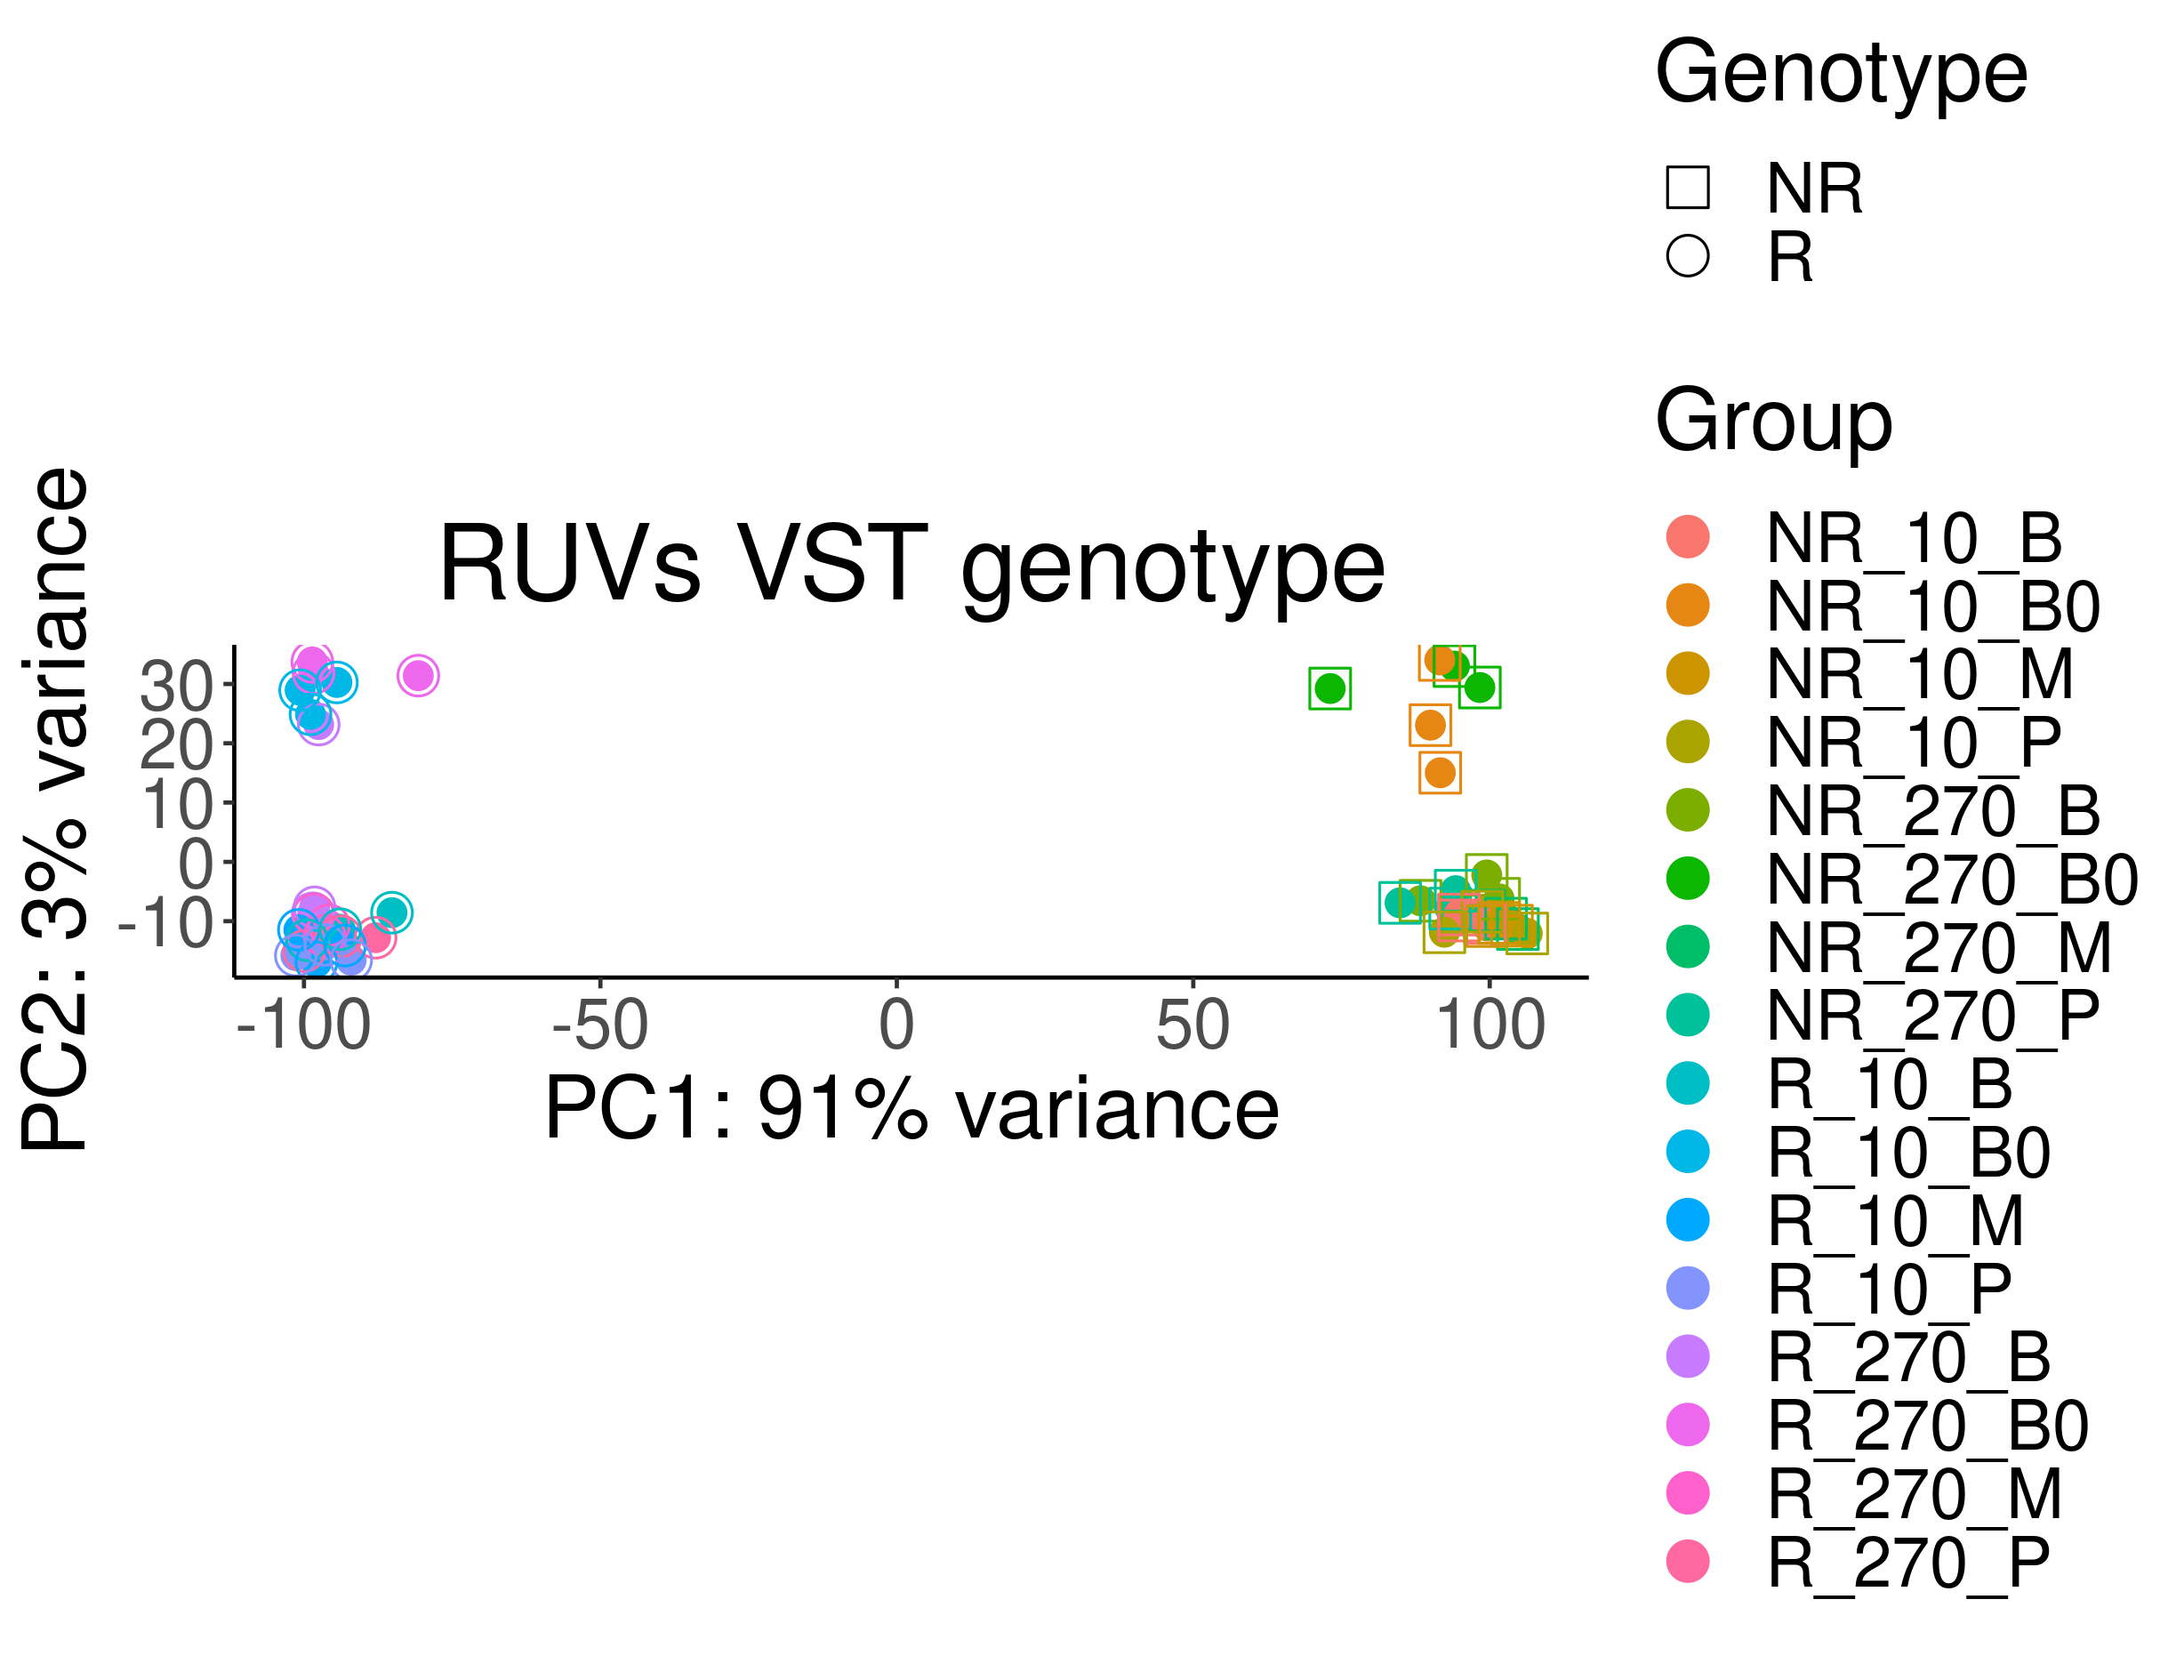 RUVs VST genotype
PC2: 3% variance
30
20
10
0
-10
-100
-50
0
50
100
PC1: 91% variance
Genotype
NR
R
Group
NR_10_B
NR_10_B0
NR_10_M
NR_10_P
NR_270_B
NR_270_B0
NR_270_M
NR_270_P
R_10_B
R_10_B0
R_10_M
R_10_P
R_270_B
R_270_B0
R_270_M
R_270_P